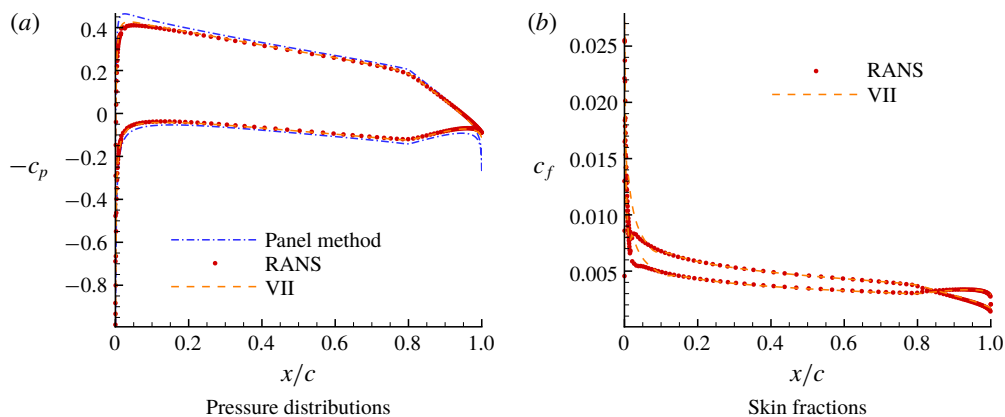 (a)
0.4
0.2
0
−0.2
−0.4
−0.6
−0.8
−c_p
Panel method
RANS
VII
0 0.2 0.4 0.6 0.8 1.0
x/c
Pressure distributions
(b)
0.025
0.020
0.015
0.010
0.005
c_f
RANS
VII
0 0.2 0.4 0.6 0.8 1.0
x/c
Skin fractions